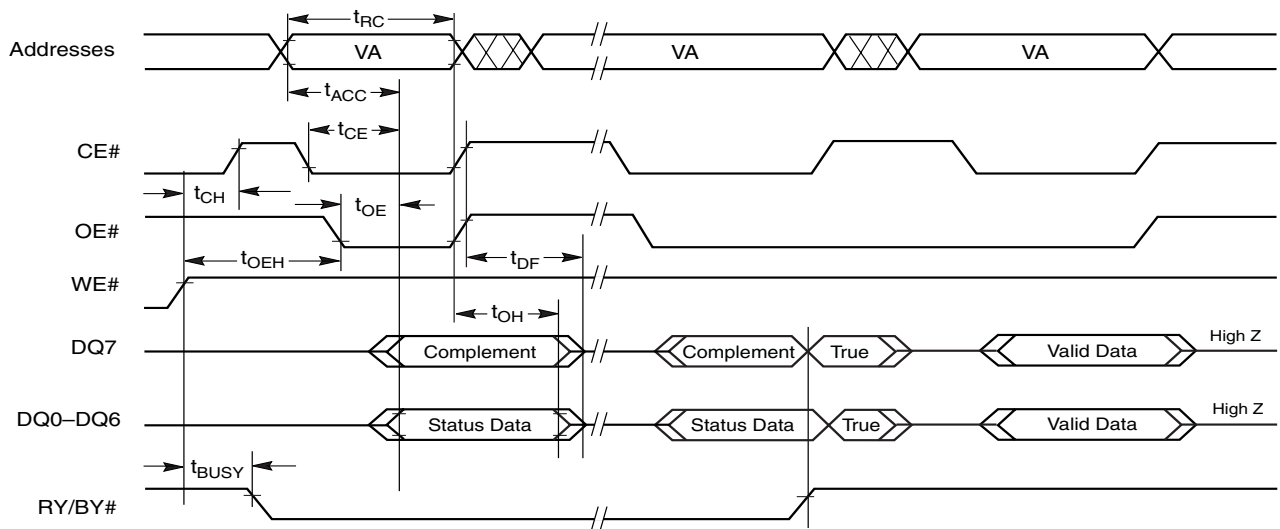 tRC
Addresses VA VA VA
tACC
tCE
CE#
tCH tOE
OE#
tOEH tDF
WE#
tOH
DQ7 Complement Complement True Valid Data High Z
DQ0–DQ6 Status Data Status Data True Valid Data High Z
tBUSY
RY/BY#